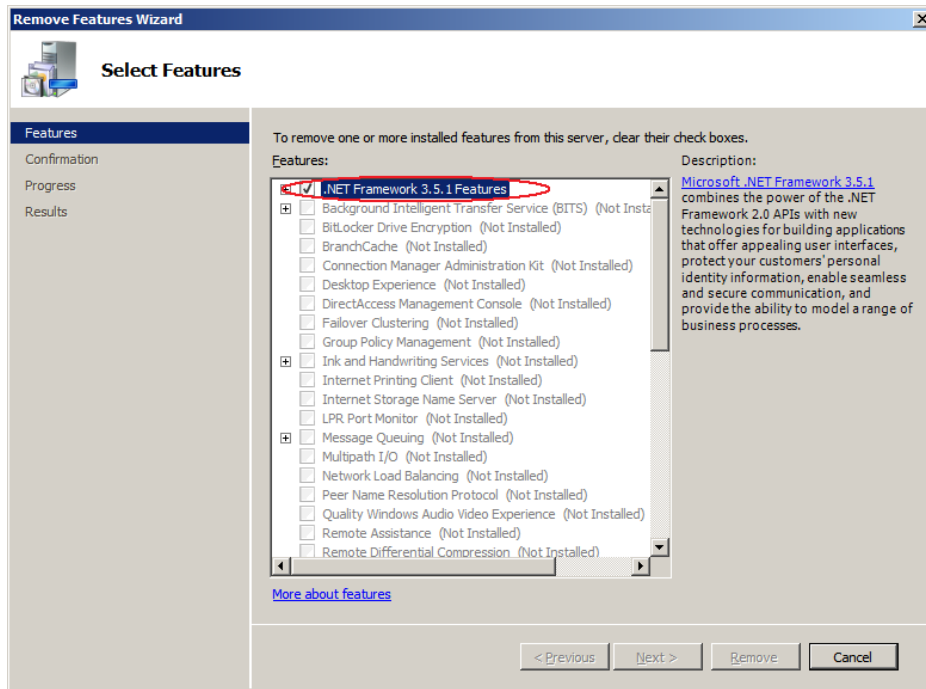 Remove Features Wizard
Select Features
Features
Confirmation
Progress
Results
To remove one or more installed features from this server, clear their check boxes.
Features:
.NET Framework 3.5.1 Features
Background Intelligent Transfer Service (BITS) (Not Insta
BitLocker Drive Encryption (Not Installed)
BranchCache (Not Installed)
Connection Manager Administration Kit (Not Installed)
Desktop Experience (Not Installed)
DirectAccess Management Console (Not Installed)
Failover Clustering (Not Installed)
Group Policy Management (Not Installed)
Ink and Handwriting Services (Not Installed)
Internet Printing Client (Not Installed)
Internet Storage Name Server (Not Installed)
LPR Port Monitor (Not Installed)
Message Queuing (Not Installed)
Multipath I/O (Not Installed)
Network Load Balancing (Not Installed)
Peer Name Resolution Protocol (Not Installed)
Quality Windows Audio Video Experience (Not Installed)
Remote Assistance (Not Installed)
Remote Differential Compression (Not Installed)
Description:
Microsoft .NET Framework 3.5.1
combines the power of the .NET
Framework 2.0 APIs with new
technologies for building applications
that offer appealing user interfaces,
protect your customers' personal
identity information, enable seamless
and secure communication, and
provide the ability to model a range of
business processes.
More about features
< Previous
Next >
Remove
Cancel